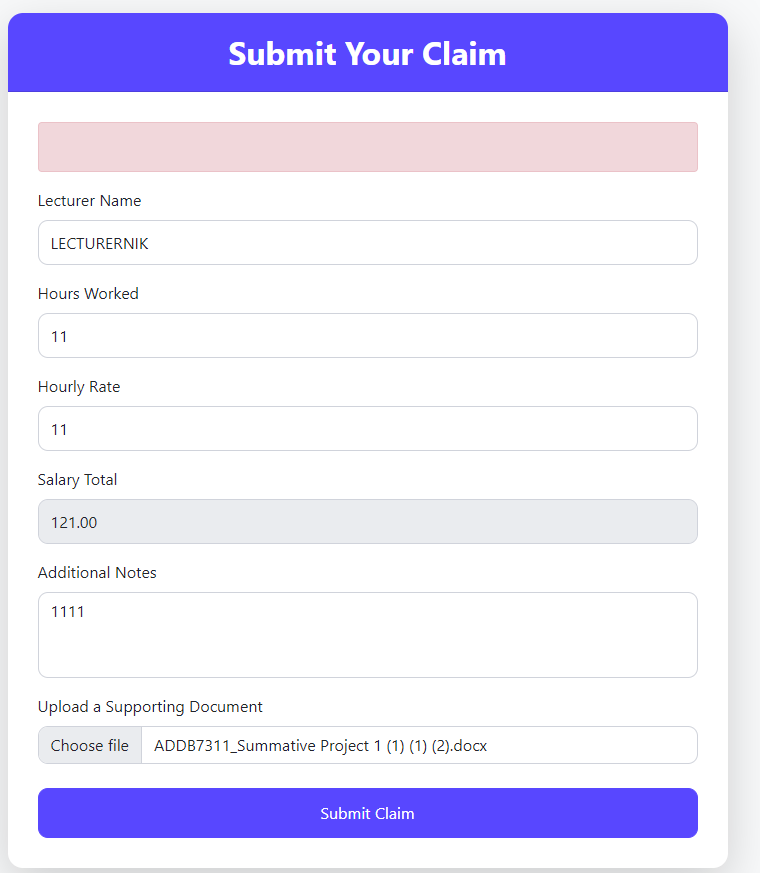 Submit Your Claim
Lecturer Name
LECTURERNIK
Hours Worked
11
Hourly Rate
11
Salary Total
121.00
Additional Notes
1111
Upload a Supporting Document
Choose file ADDB7311_Summative Project 1 (1) (1) (2).docx
Submit Claim